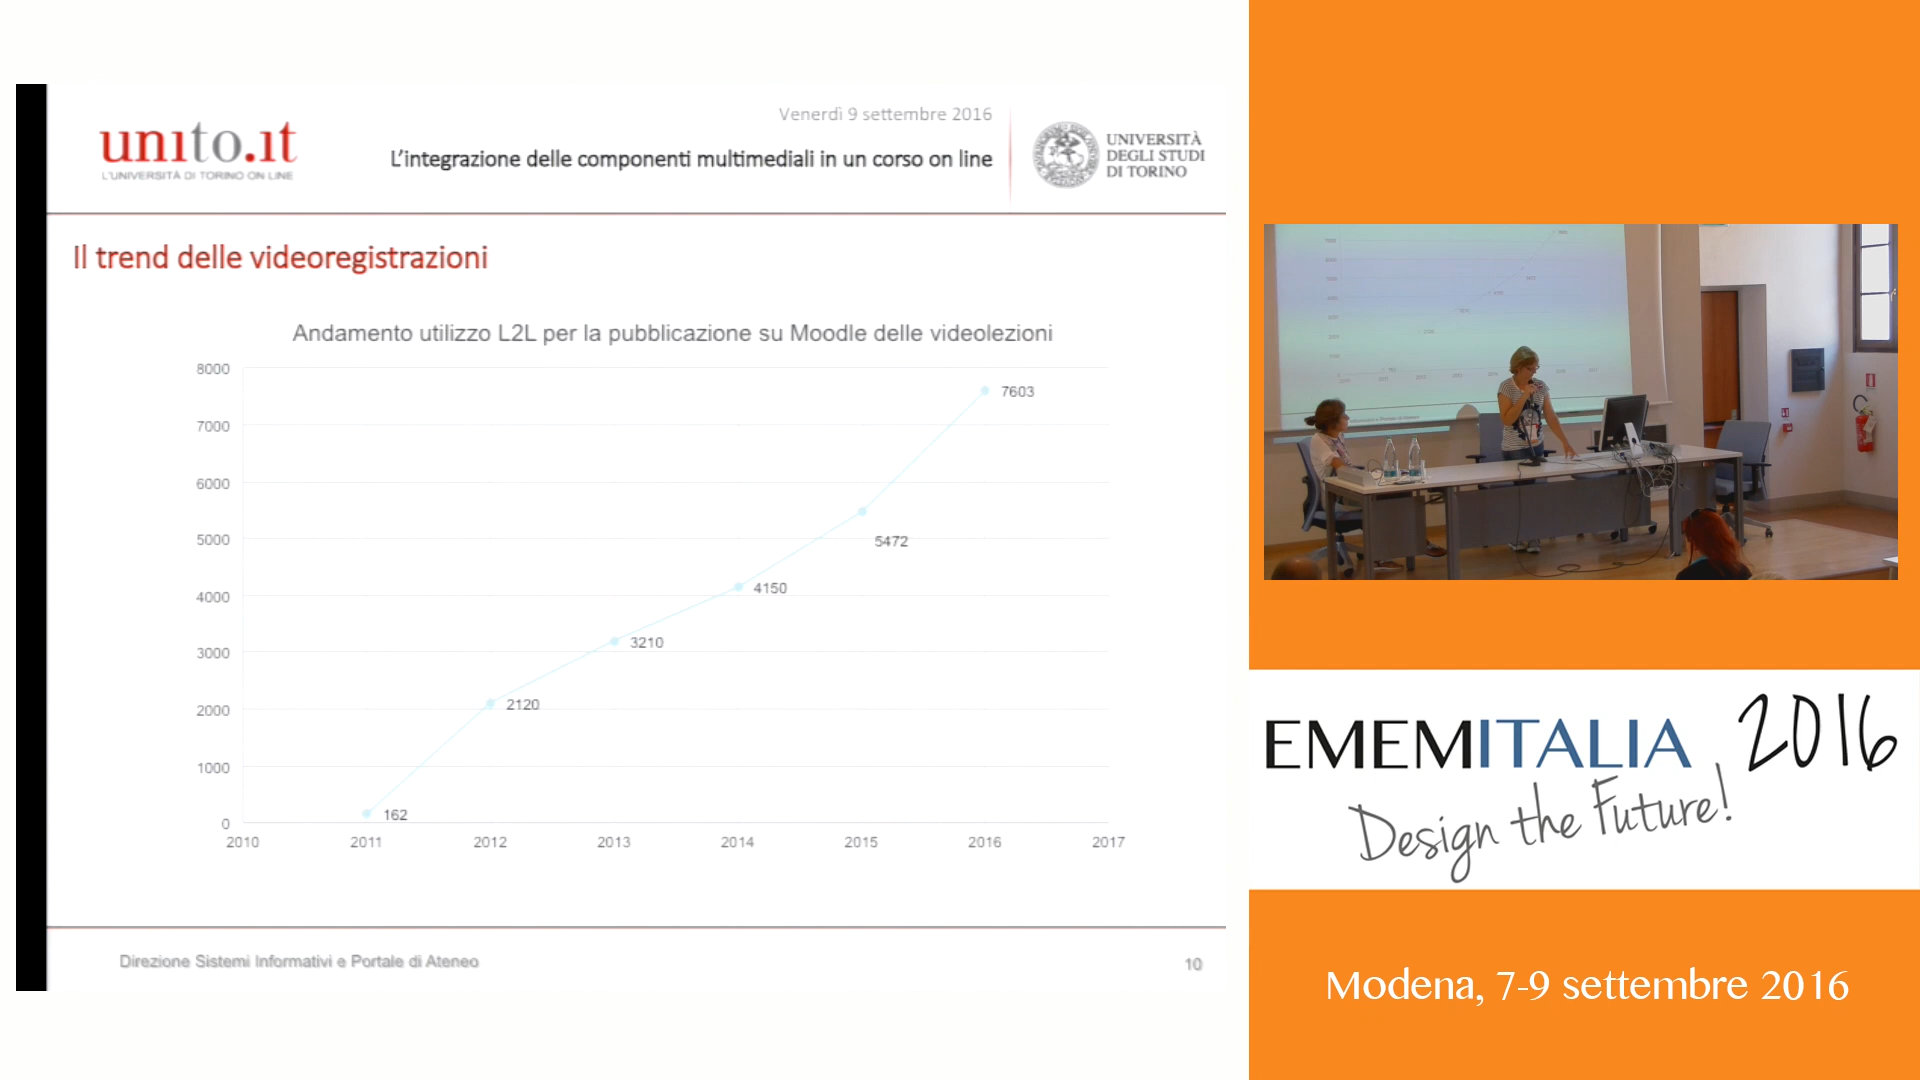 unito.it
L'UNIVERSITÀ DI TORINO ON LINE
Venerdì 9 settembre 2016
L'integrazione delle componenti multimediali in un corso on line
UNIVERSITÀ
DEGLI STUDI
DI TORINO
Il trend delle videoregistrazioni
Andamento utilizzo L2L per la pubblicazione su Moodle delle videolezioni
8000
7000
6000
5000
4000
3000
2000
1000
0
7603
5472
4150
3210
2120
162
2010 2011 2012 2013 2014 2015 2016 2017
Direzione Sistemi Informativi e Portale di Ateneo
10
EMEMITALIA 2016
Design the Future!
Modena, 7-9 settembre 2016